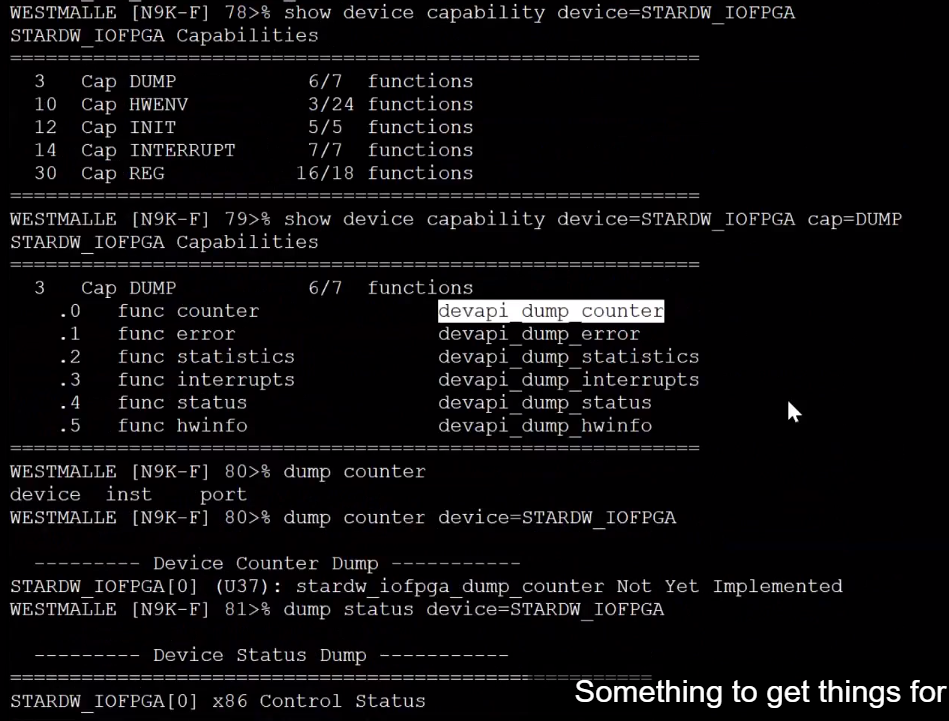 WESTMALLE [N9K-F] 78>% show device capability device=STARDW_IOFPGA
STARDW_IOFPGA Capabilities
==========================================================
3 Cap DUMP 6/7 functions
10 Cap HWENV 3/24 functions
12 Cap INIT 5/5 functions
14 Cap INTERRUPT 7/7 functions
30 Cap REG 16/18 functions
==========================================================
WESTMALLE [N9K-F] 79>% show device capability device=STARDW_IOFPGA cap=DUMP
STARDW_IOFPGA Capabilities
==========================================================
3 Cap DUMP 6/7 functions
.0 func counter devapi_dump_counter
.1 func error devapi_dump_error
.2 func statistics devapi_dump_statistics
.3 func interrupts devapi_dump_interrupts
.4 func status devapi_dump_status
.5 func hwinfo devapi_dump_hwinfo
==========================================================
WESTMALLE [N9K-F] 80>% dump counter
device inst port
WESTMALLE [N9K-F] 80>% dump counter device=STARDW_IOFPGA
--------- Device Counter Dump -----------
STARDW_IOFPGA[0] (U37): stardw_iofpga_dump_counter Not Yet Implemented
WESTMALLE [N9K-F] 81>% dump status device=STARDW_IOFPGA
--------- Device Status Dump -----------
======================================================
STARDW_IOFPGA[0] x86 Control Status
Something to get things for